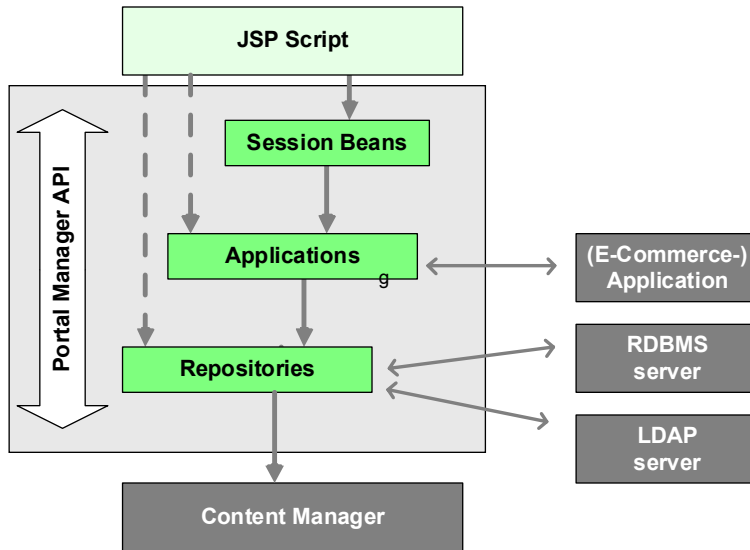 JSP Script
Portal Manager API
Session Beans
Applications
g
(E-Commerce-)
Application
Repositories
RDBMS
server
LDAP
server
Content Manager